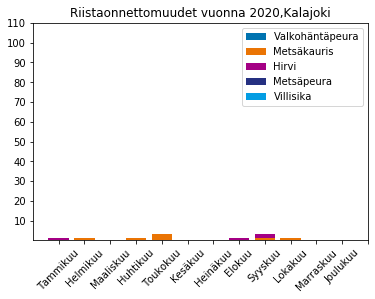 Riistaonnettomuudet vuonna 2020,Kalajoki
110
100
90
80
70
60
50
40
30
20
10
Valkohäntäpeura
Metsäkauris
Hirvi
Metsäpeura
Villisika
Tammikuu
Helmikuu
Maaliskuu
Huhtikuu
Toukokuu
Kesäkuu
Heinäkuu
Elokuu
Syyskuu
Lokakuu
Marraskuu
Joulukuu